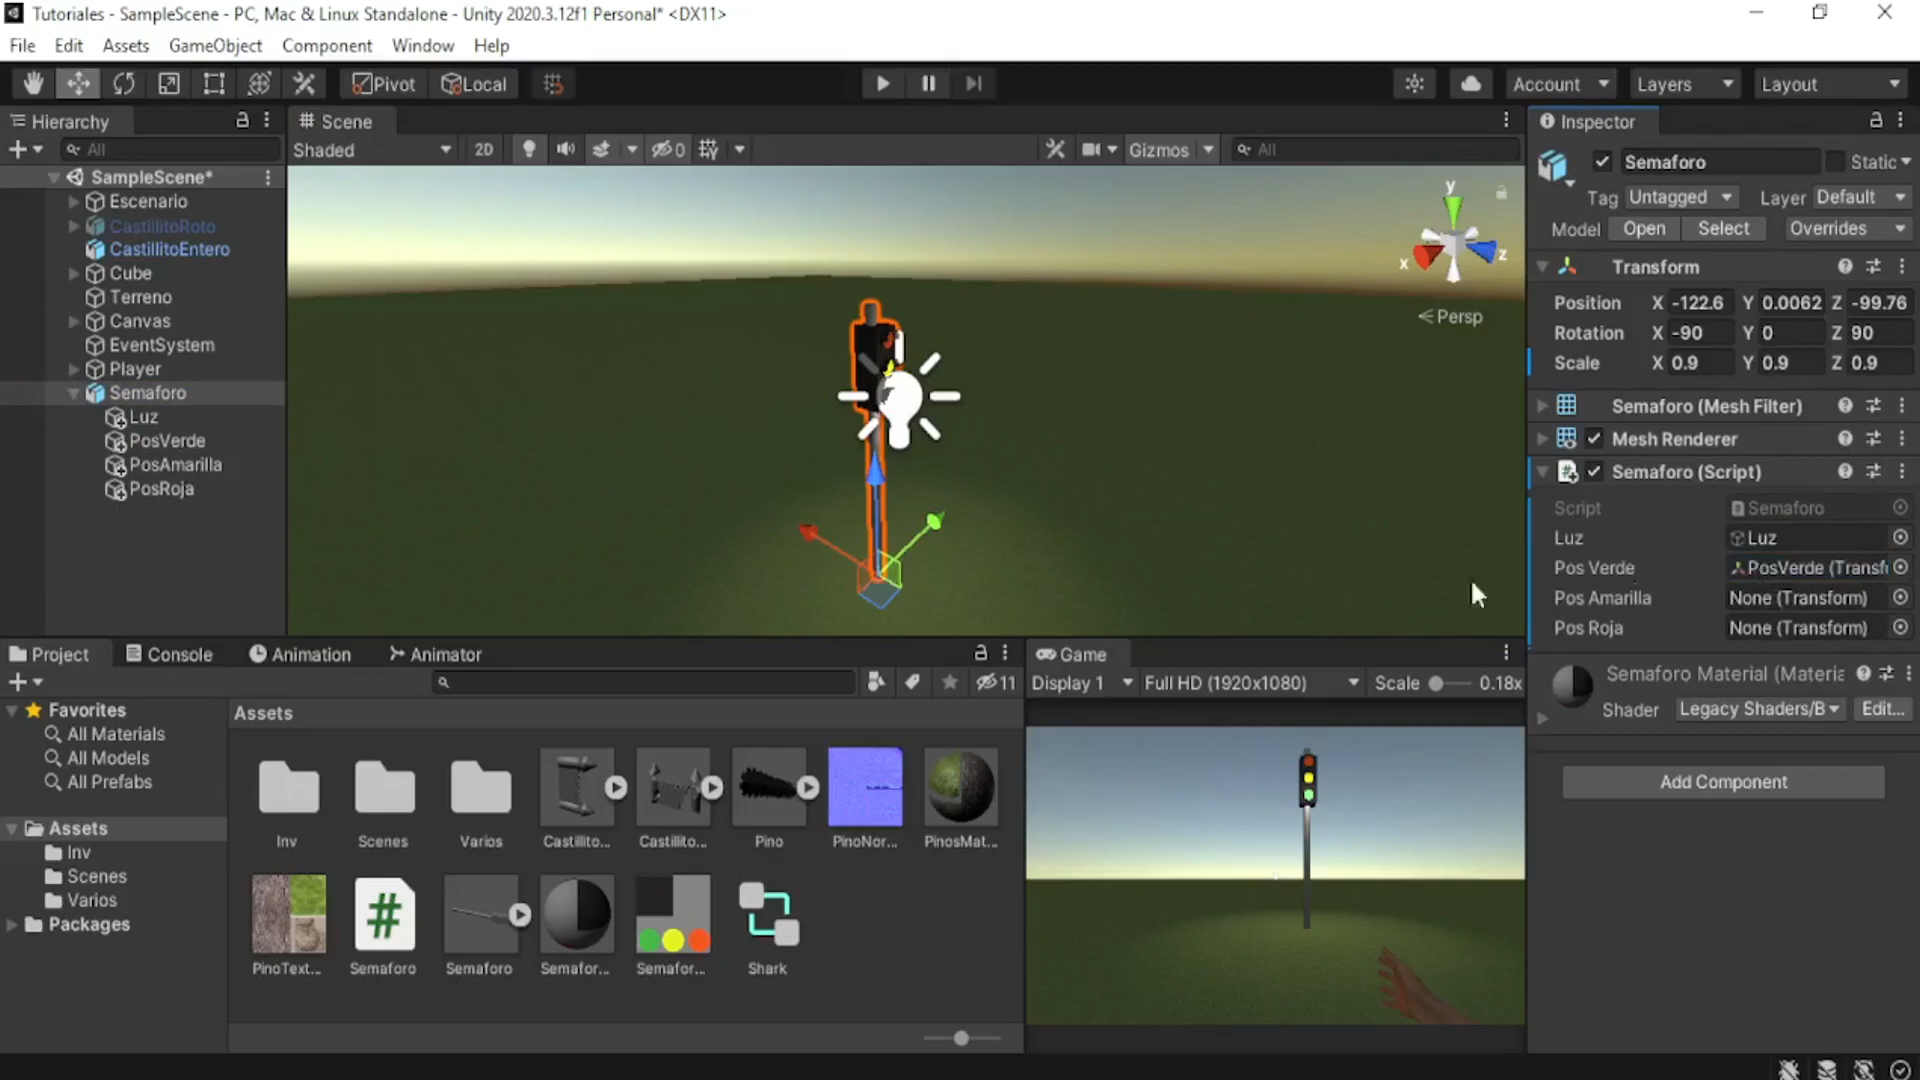 Tutoriales - SampleScene - PC, Mac & Linux Standalone - Unity 2020.3.12f1 Personal* <DX11>
File Edit Assets GameObject Component Window Help
Pivot Local Account Layers Layout
Hierarchy
All
SampleScene*
Escenario
CastillitoRoto
CastillitoEntero
Cube
Terreno
Canvas
EventSystem
Player
Semaforo
Luz
PosVerde
PosAmarilla
PosRoja
Scene
Shaded 2D 0 Gizmos All
y
x
z
Persp
Inspector
Semaforo Static
Tag Untagged Layer Default
Model Open Select Overrides
Transform
Position X -122.6 Y 0.0062 Z -99.76
Rotation X -90 Y 0 Z 90
Scale X 0.9 Y 0.9 Z 0.9
Semaforo (Mesh Filter)
Mesh Renderer
Semaforo (Script)
Script Semaforo
Luz Luz
Pos Verde PosVerde (Transf
Pos Amarilla None (Transform)
Pos Roja None (Transform)
Semaforo Material (Materia
Shader Legacy Shaders/B Edit...
Add Component
Project Console Animation Animator
11
Favorites
All Materials
All Models
All Prefabs
Assets
Inv
Scenes
Varios
Packages
Assets
Inv Scenes Varios Castillito... Castillito... Pino PinoNor... PinosMat...
PinoText... Semaforo Semaforo Semafor... Semafor... Shark
Game
Display 1 Full HD (1920x1080) Scale 0.18x